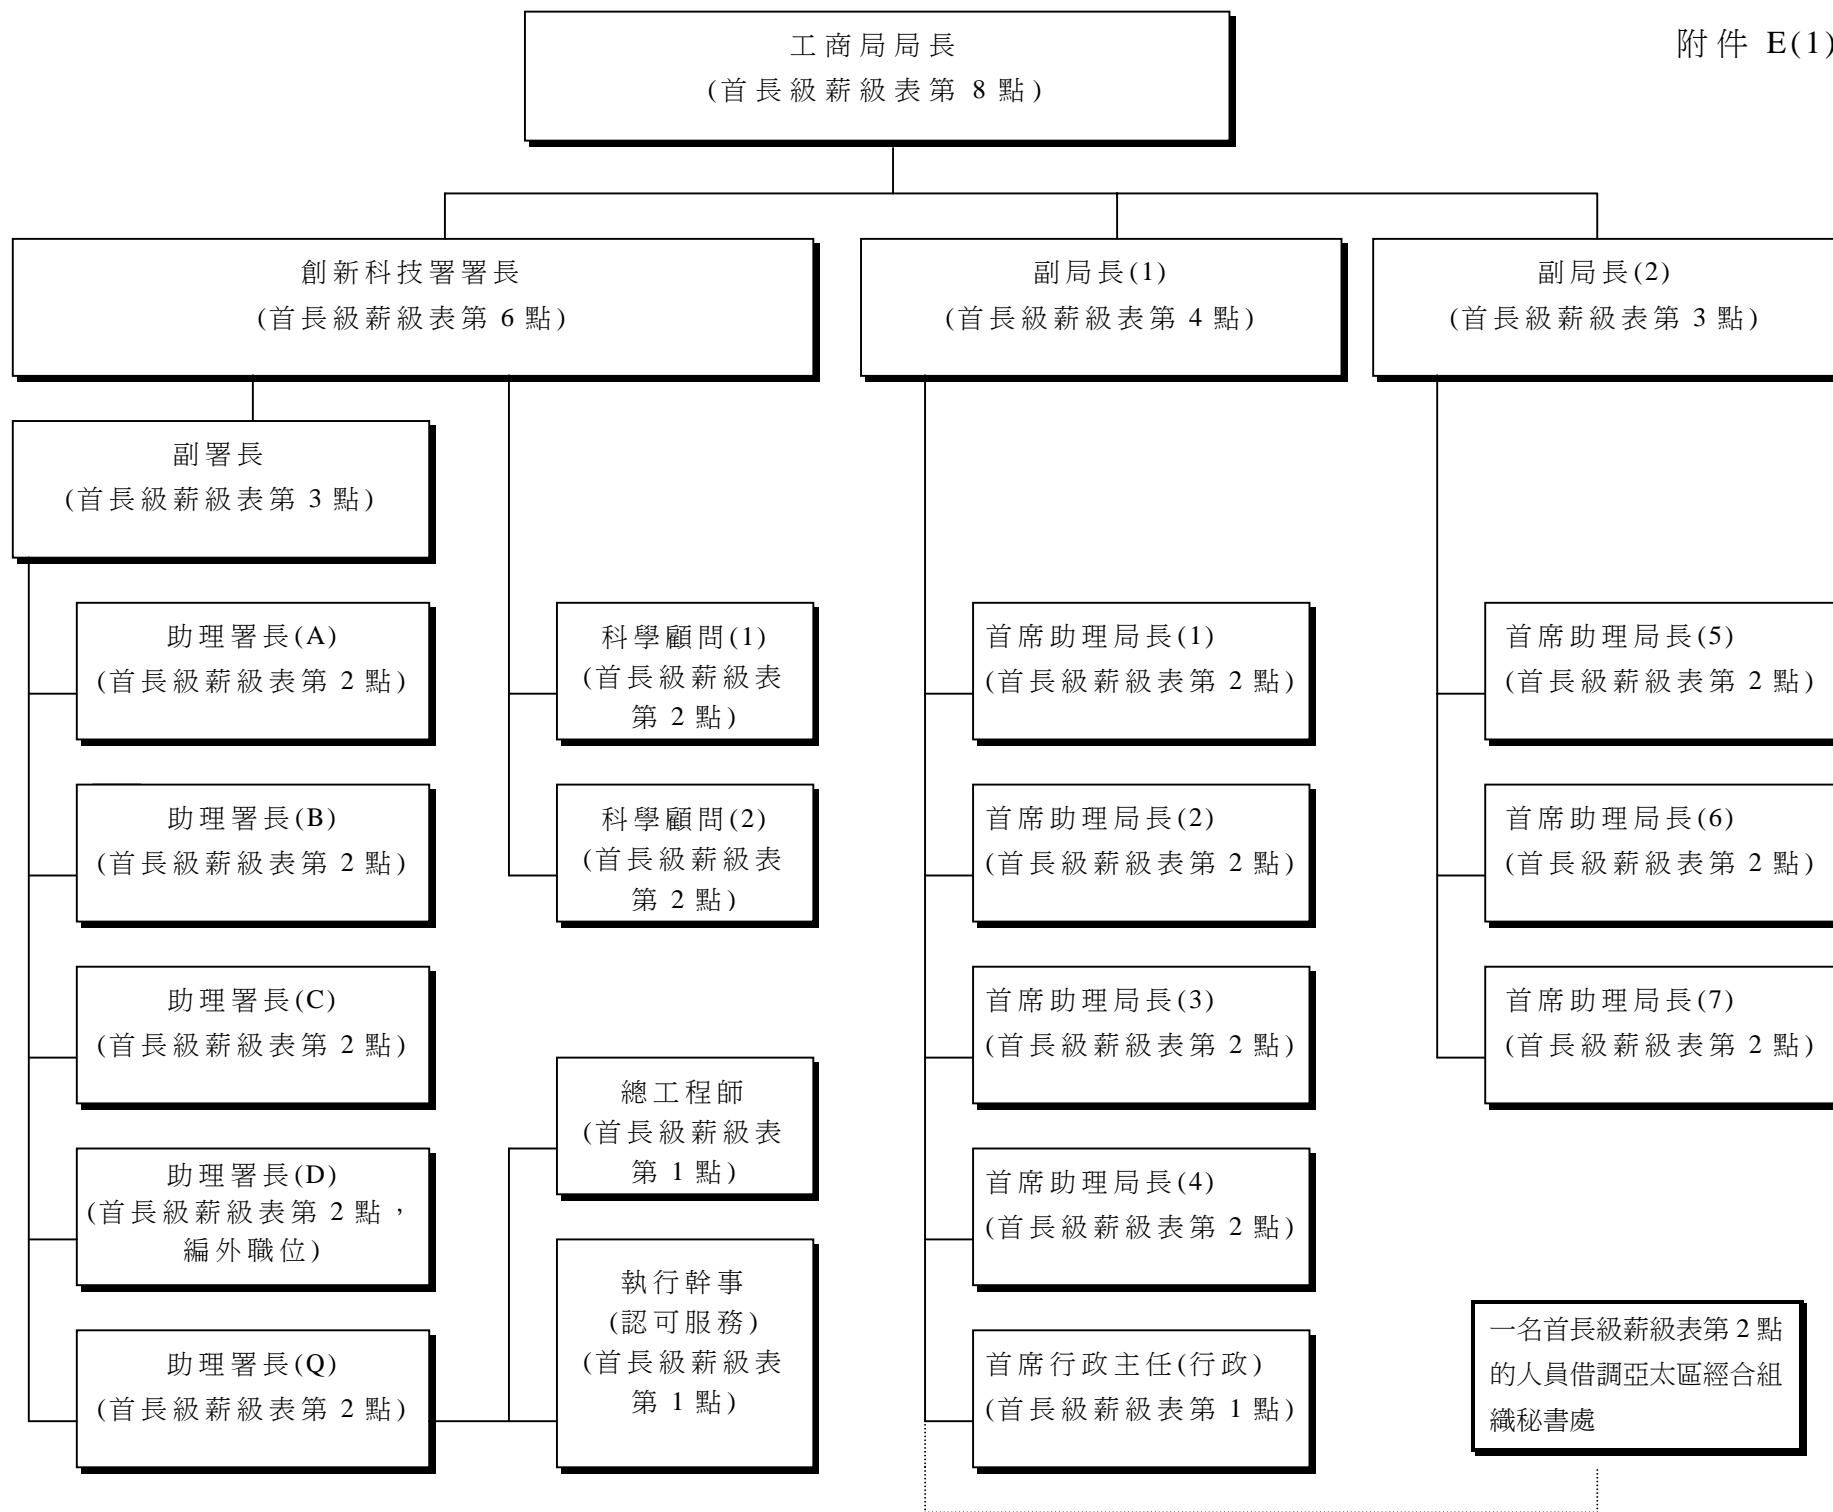 附件 E(1)
工商局局長
(首長級薪級表第 8 點)
創新科技署署長
(首長級薪級表第 6 點)
副局長(1)
(首長級薪級表第 4 點)
副局長(2)
(首長級薪級表第 3 點)
副署長
(首長級薪級表第 3 點)
助理署長(A)
(首長級薪級表第 2 點)
助理署長(B)
(首長級薪級表第 2 點)
助理署長(C)
(首長級薪級表第 2 點)
助理署長(D)
(首長級薪級表第 2 點，
編外職位)
助理署長(Q)
(首長級薪級表第 2 點)
科學顧問(1)
(首長級薪級表
第 2 點)
科學顧問(2)
(首長級薪級表
第 2 點)
總工程師
(首長級薪級表
第 1 點)
執行幹事
(認可服務)
(首長級薪級表
第 1 點)
首席助理局長(1)
(首長級薪級表第 2 點)
首席助理局長(2)
(首長級薪級表第 2 點)
首席助理局長(3)
(首長級薪級表第 2 點)
首席助理局長(4)
(首長級薪級表第 2 點)
首席行政主任(行政)
(首長級薪級表第 1 點)
首席助理局長(5)
(首長級薪級表第 2 點)
首席助理局長(6)
(首長級薪級表第 2 點)
首席助理局長(7)
(首長級薪級表第 2 點)
一名首長級薪級表第 2 點
的人員借調亞太區經合組
織秘書處